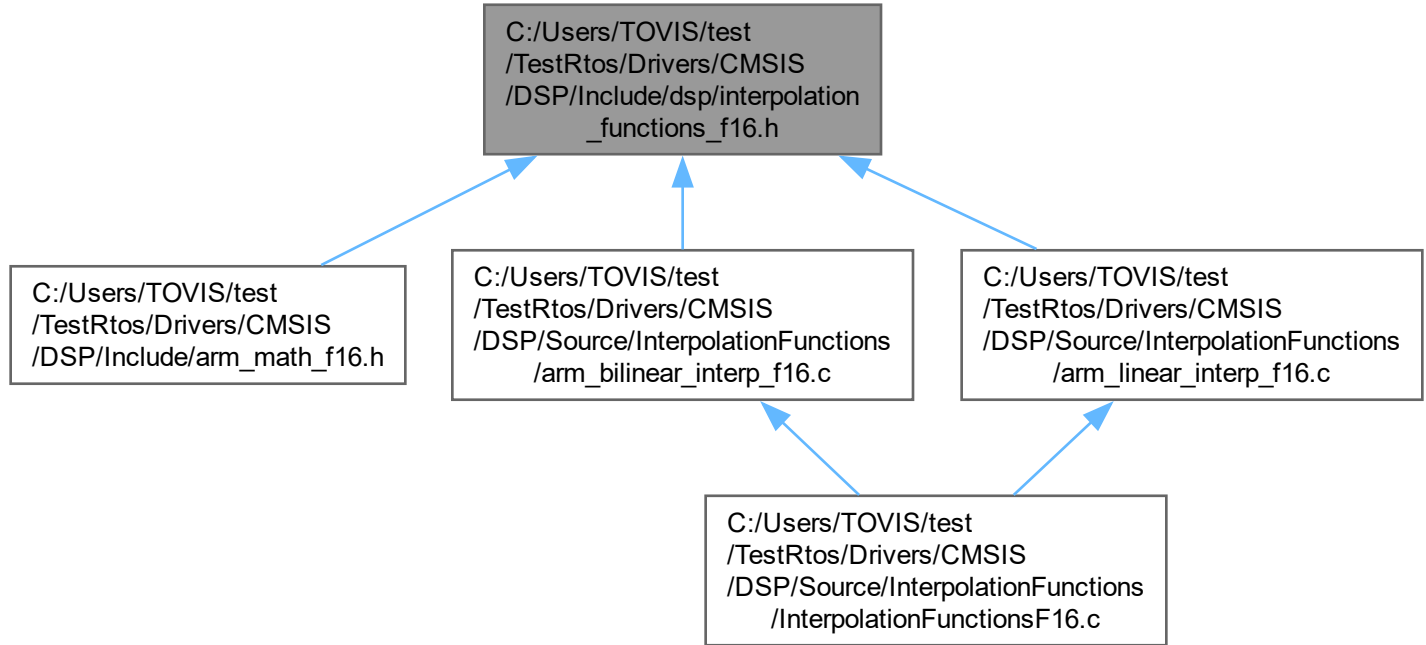 C:/Users/TOVIS/test
/TestRtos/Drivers/CMSIS
/DSP/Include/dsp/interpolation
_functions_f16.h
C:/Users/TOVIS/test
/TestRtos/Drivers/CMSIS
/DSP/Include/arm_math_f16.h
C:/Users/TOVIS/test
/TestRtos/Drivers/CMSIS
/DSP/Source/InterpolationFunctions
/arm_bilinear_interp_f16.c
C:/Users/TOVIS/test
/TestRtos/Drivers/CMSIS
/DSP/Source/InterpolationFunctions
/arm_linear_interp_f16.c
C:/Users/TOVIS/test
/TestRtos/Drivers/CMSIS
/DSP/Source/InterpolationFunctions
/InterpolationFunctionsF16.c